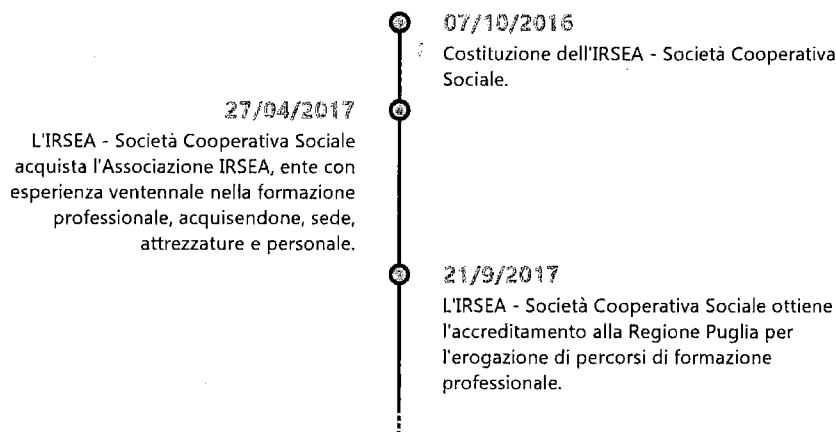 07/10/2016
Costituzione dell'IRSEA - Società Cooperativa
Sociale.
27/04/2017
L'IRSEA - Società Cooperativa Sociale
acquista l'Associazione IRSEA, ente con
esperienza ventennale nella formazione
professionale, acquisendone, sede,
attrezzature e personale.
21/9/2017
L'IRSEA - Società Cooperativa Sociale ottiene
l'accreditamento alla Regione Puglia per
l'erogazione di percorsi di formazione
professionale.